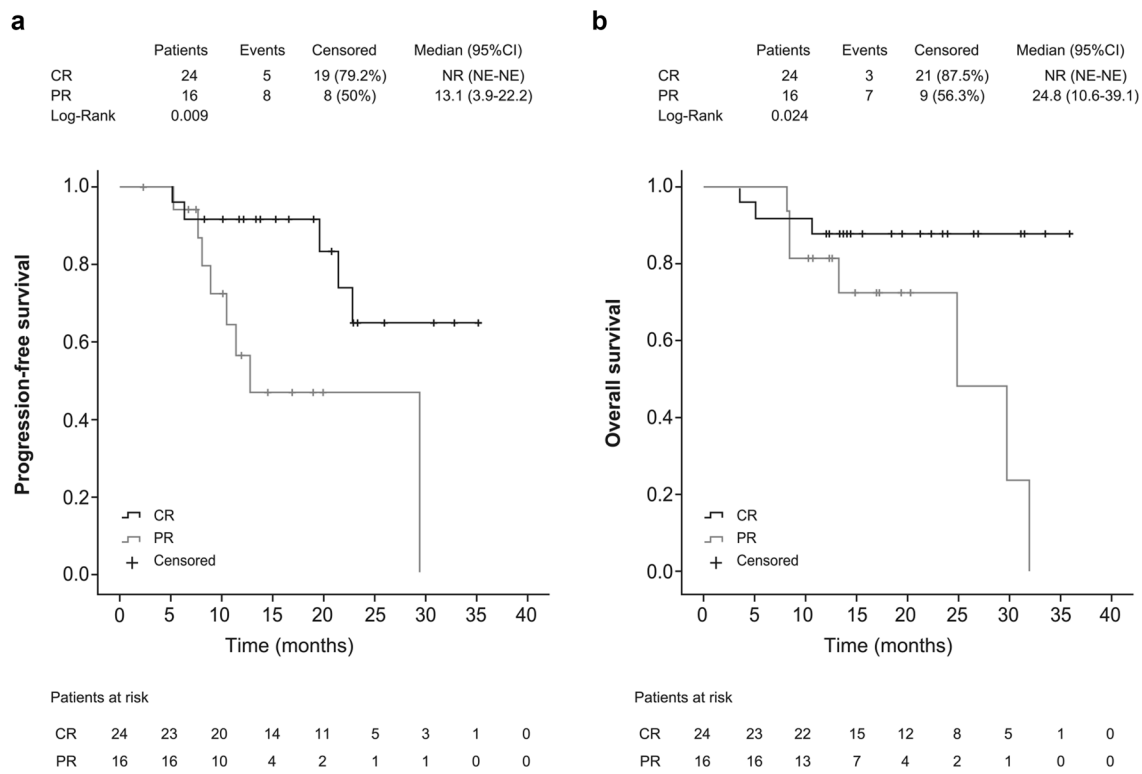 a
Patients Events Censored Median (95%CI)
CR 24 5 19 (79.2%) NR (NE-NE)
PR 16 8 8 (50%) 13.1 (3.9-22.2)
Log-Rank 0.009
1.0
0.8
0.6
0.4
0.2
0.0
Progression-free survival
CR
PR
Censored
0 5 10 15 20 25 30 35 40
Time (months)
Patients at risk
CR 24 23 20 14 11 5 3 1 0
PR 16 16 10 4 2 1 1 0 0
b
Patients Events Censored Median (95%CI)
CR 24 3 21 (87.5%) NR (NE-NE)
PR 16 7 9 (56.3%) 24.8 (10.6-39.1)
Log-Rank 0.024
1.0
0.8
0.6
0.4
0.2
0.0
Overall survival
CR
PR
Censored
0 5 10 15 20 25 30 35 40
Time (months)
Patients at risk
CR 24 23 22 15 12 8 5 1 0
PR 16 16 13 7 4 2 1 0 0